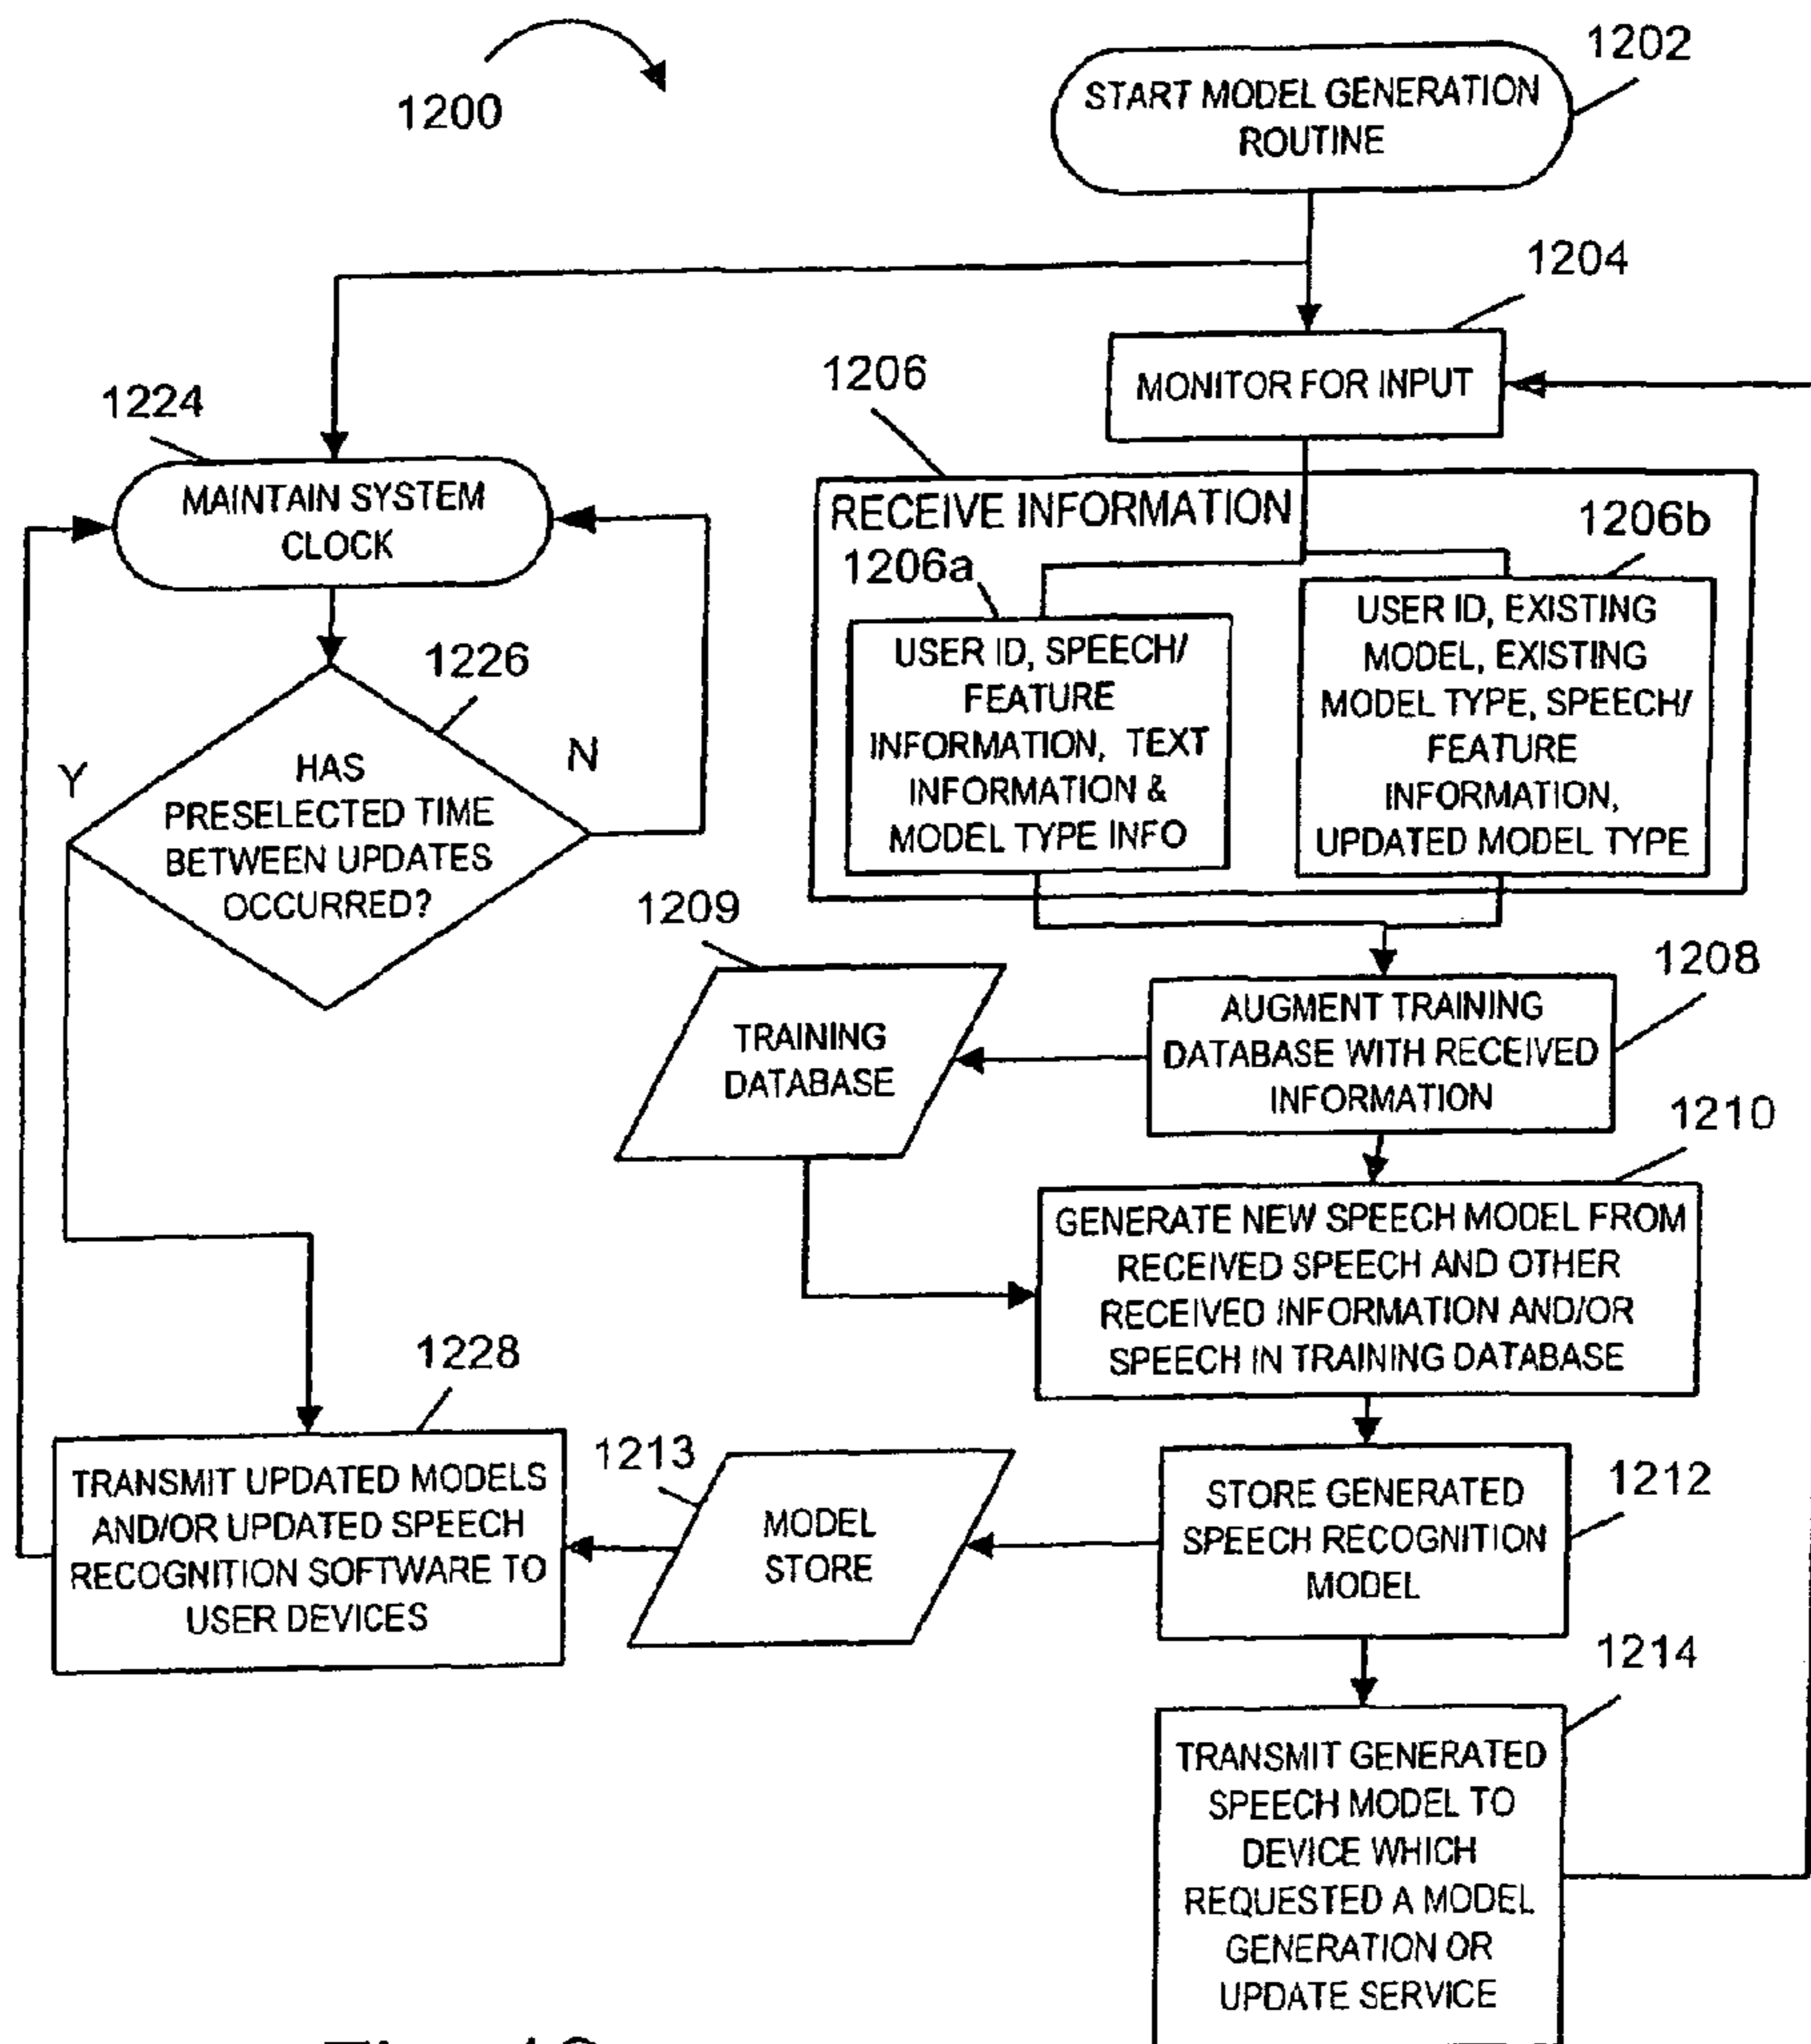 1200
1202
START MODEL GENERATION
ROUTINE
1204
MONITOR FOR INPUT
1206
RECEIVE INFORMATION
1206a
USER ID, SPEECH/
FEATURE
INFORMATION, TEXT
INFORMATION &
MODEL TYPE INFO
1206b
USER ID, EXISTING
MODEL, EXISTING
MODEL TYPE, SPEECH/
FEATURE
INFORMATION,
UPDATED MODEL TYPE
1224
MAINTAIN SYSTEM
CLOCK
1226
Y
N
HAS
PRESELECTED TIME
BETWEEN UPDATES
OCCURRED?
1209
TRAINING
DATABASE
1208
AUGMENT TRAINING
DATABASE WITH RECEIVED
INFORMATION
1210
GENERATE NEW SPEECH MODEL FROM
RECEIVED SPEECH AND OTHER
RECEIVED INFORMATION AND/OR
SPEECH IN TRAINING DATABASE
1228
TRANSMIT UPDATED MODELS
AND/OR UPDATED SPEECH
RECOGNITION SOFTWARE TO
USER DEVICES
1213
MODEL
STORE
1212
STORE GENERATED
SPEECH RECOGNITION
MODEL
1214
TRANSMIT GENERATED
SPEECH MODEL TO
DEVICE WHICH
REQUESTED A MODEL
GENERATION OR
UPDATE SERVICE